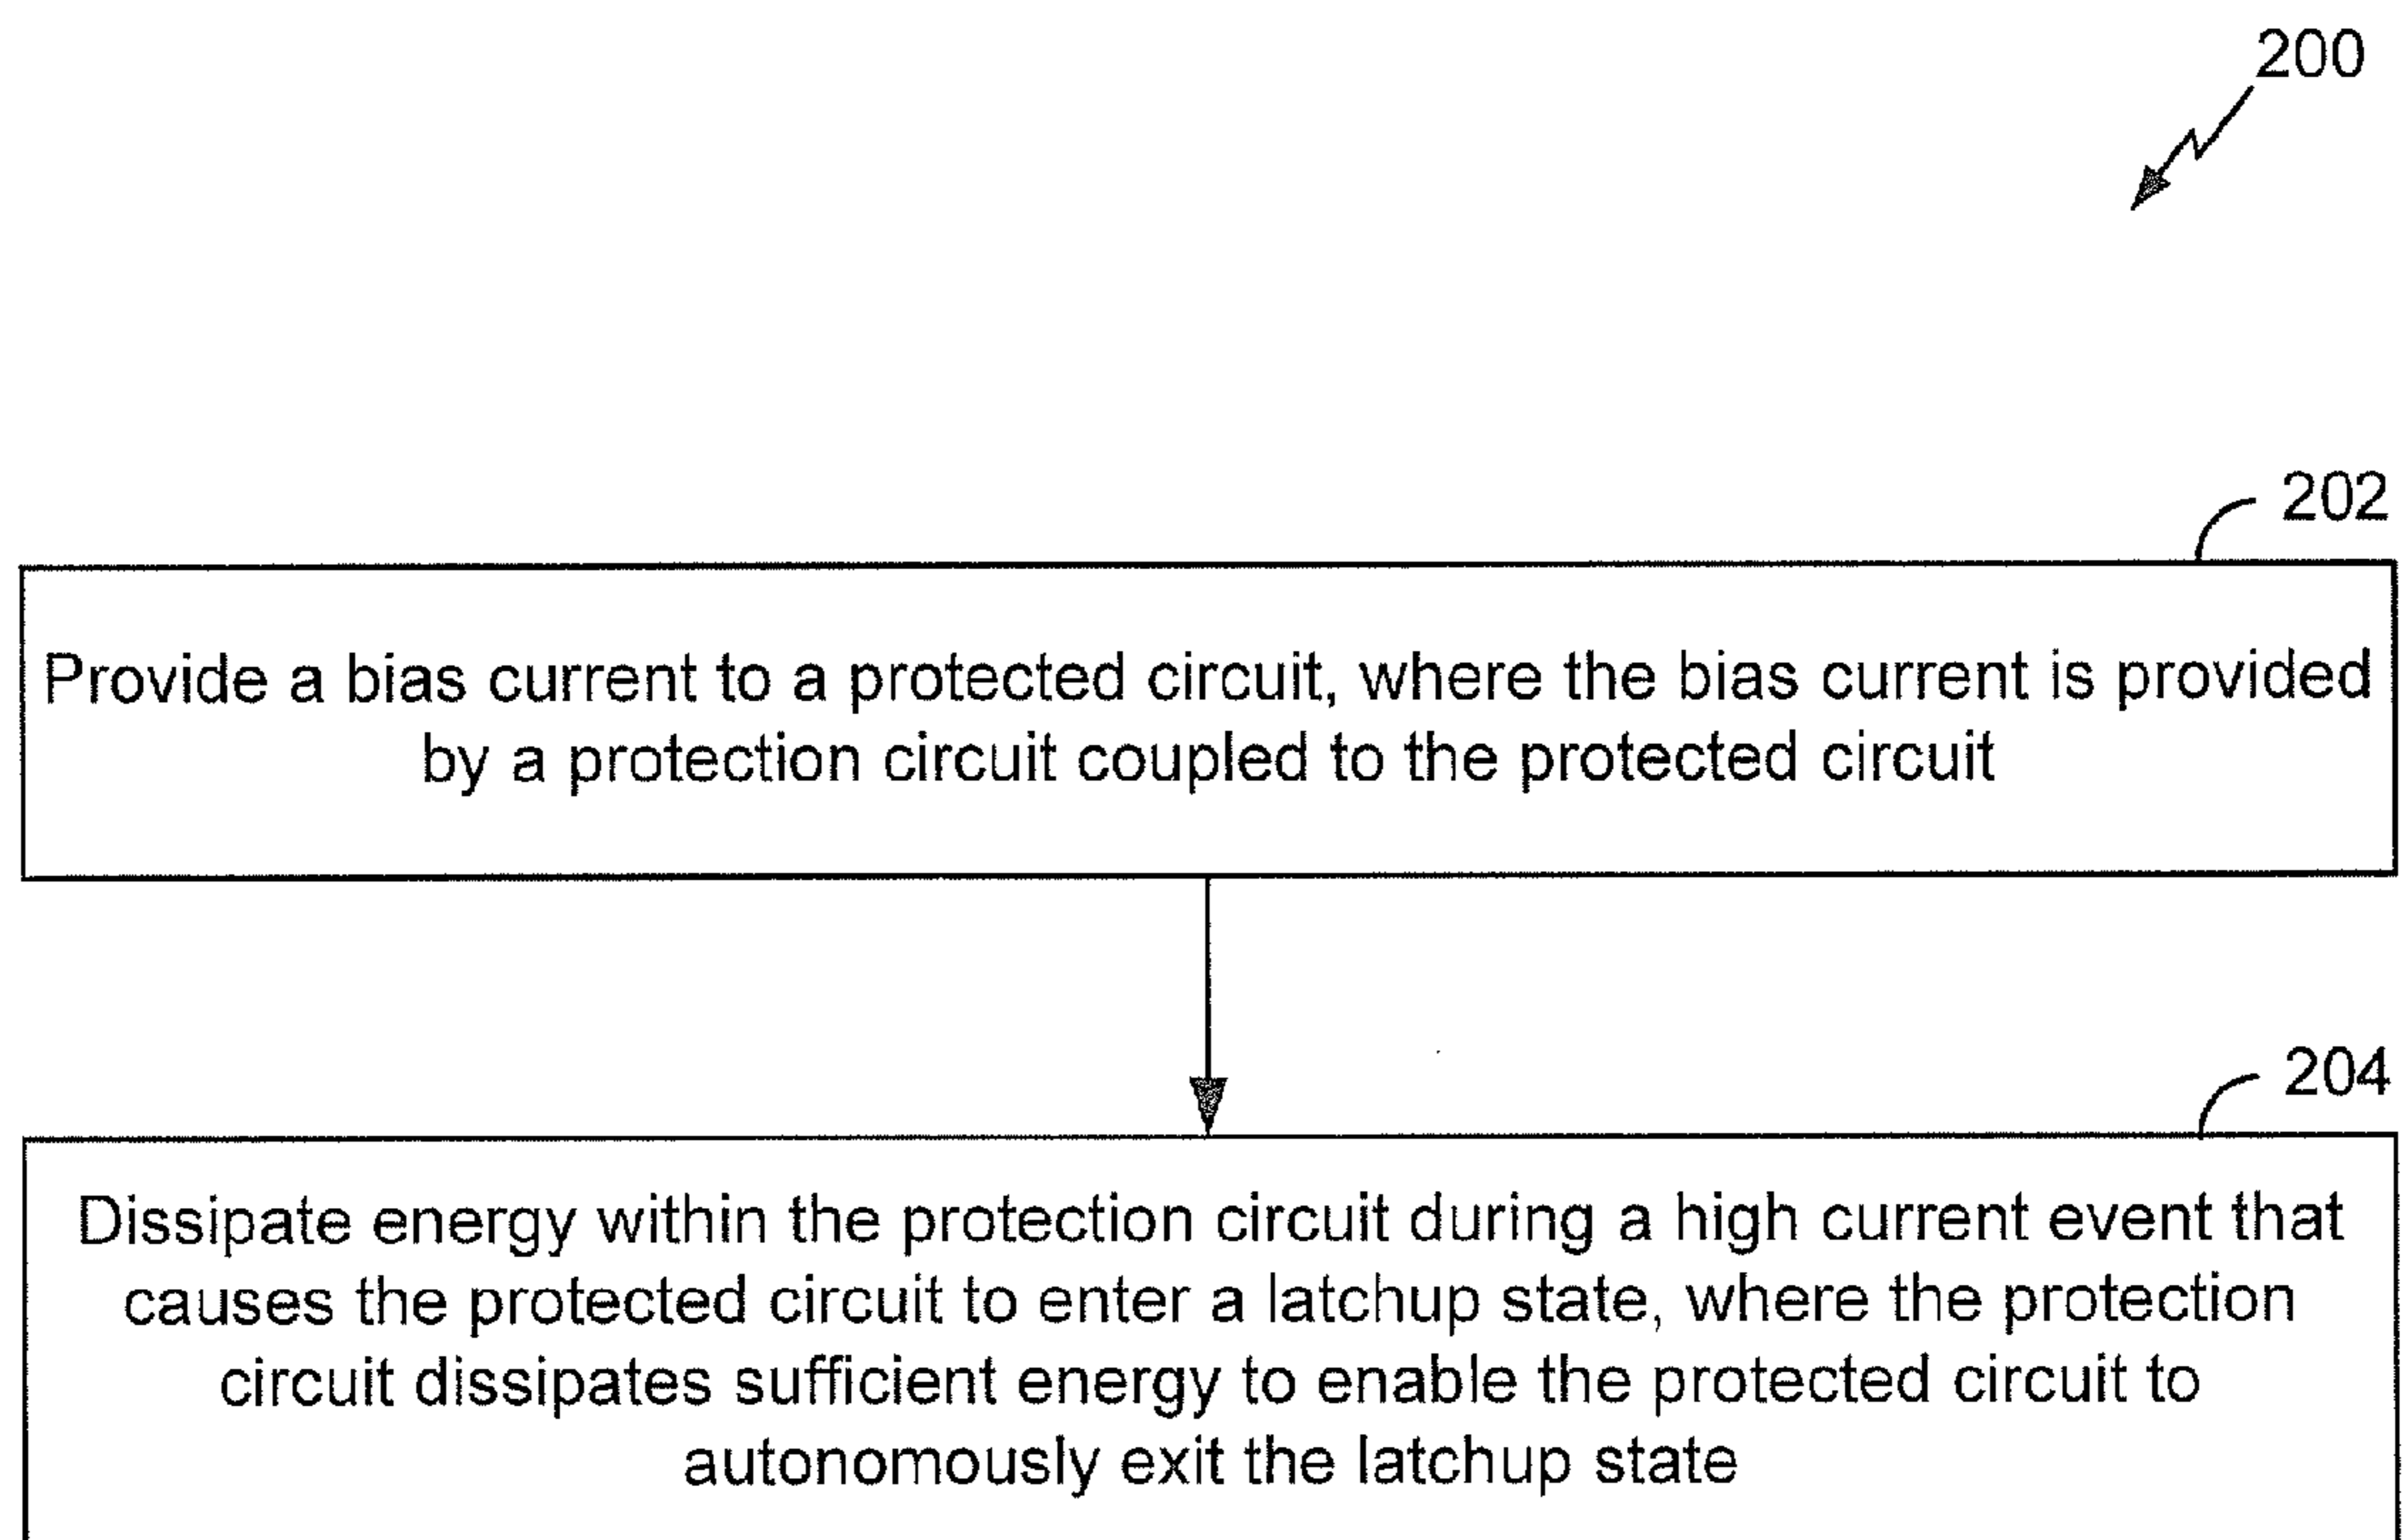 200
202
Provide a bias current to a protected circuit, where the bias current is provided
by a protection circuit coupled to the protected circuit
204
Dissipate energy within the protection circuit during a high current event that
causes the protected circuit to enter a latchup state, where the protection
circuit dissipates sufficient energy to enable the protected circuit to
autonomously exit the latchup state